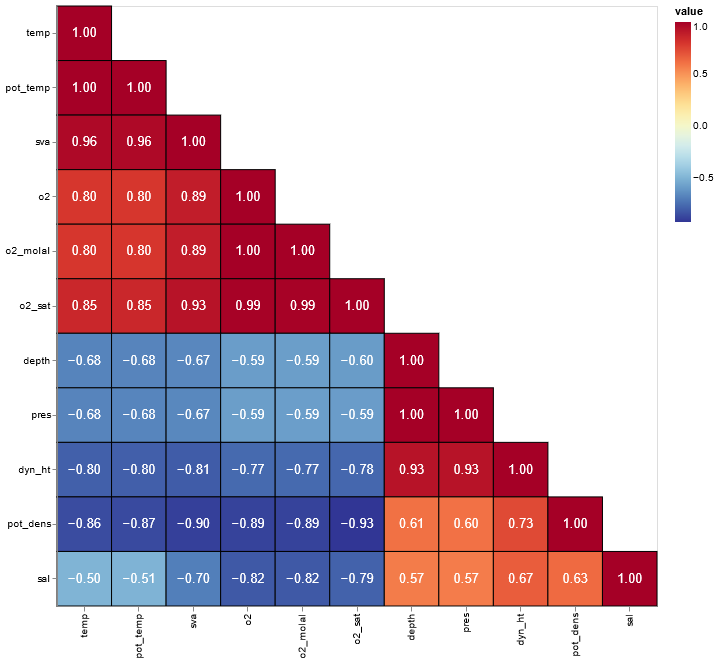 value
1.0
0.5
0.0
−0.5
temp 1.00
pot_temp 1.00 1.00
sva 0.96 0.96 1.00
o2 0.80 0.80 0.89 1.00
o2_molal 0.80 0.80 0.89 1.00 1.00
o2_sat 0.85 0.85 0.93 0.99 0.99 1.00
depth −0.68 −0.68 −0.67 −0.59 −0.59 −0.60 1.00
pres −0.68 −0.68 −0.67 −0.59 −0.59 −0.59 1.00 1.00
dyn_ht −0.80 −0.80 −0.81 −0.77 −0.77 −0.78 0.93 0.93 1.00
pot_dens −0.86 −0.87 −0.90 −0.89 −0.89 −0.93 0.61 0.60 0.73 1.00
sal −0.50 −0.51 −0.70 −0.82 −0.82 −0.79 0.57 0.57 0.67 0.63 1.00
temp pot_temp sva o2 o2_molal o2_sat depth pres dyn_ht pot_dens sal